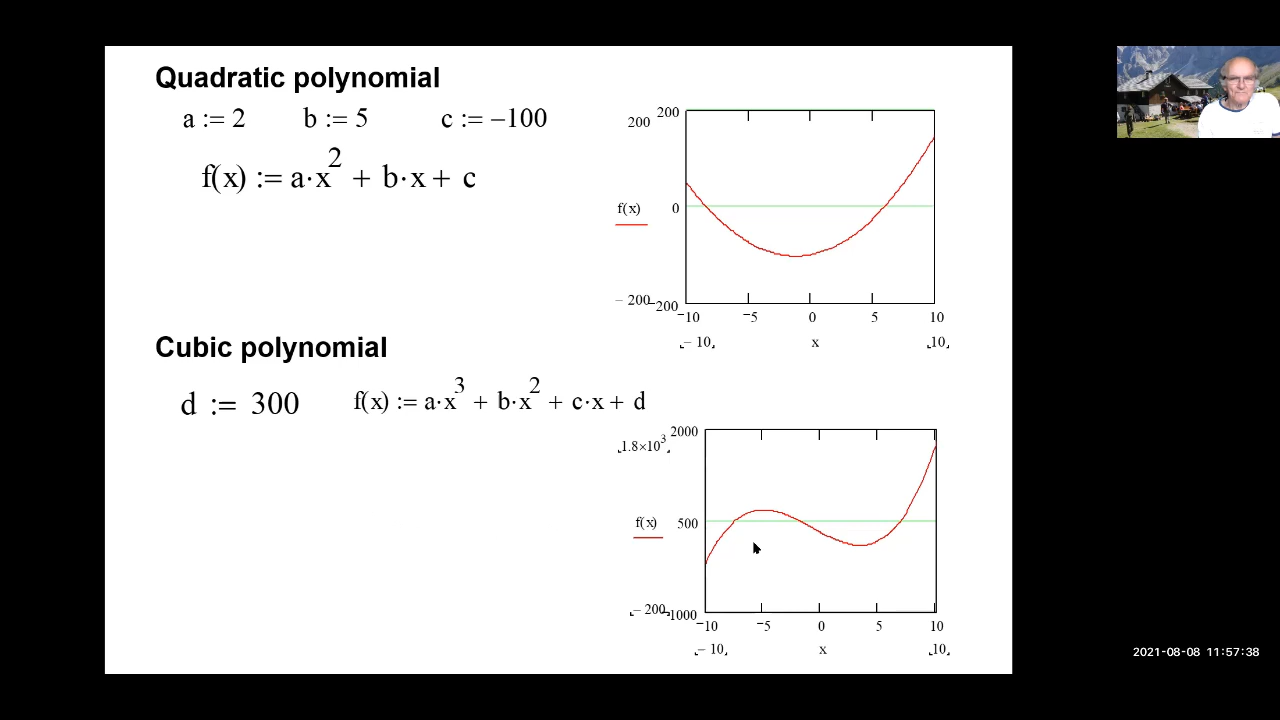 Quadratic polynomial
a := 2 b := 5 c := −100
f(x) := a·x² + b·x + c
200
200
f(x)
0
− 200
−200
−10 −5 0 5 10
− 10 x 10
Cubic polynomial
d := 300 f(x) := a·x³ + b·x² + c·x + d
2000
1.8×10³
f(x)
500
− 200
−1000
−10 −5 0 5 10
− 10 x 10
2021-08-08 11:57:38